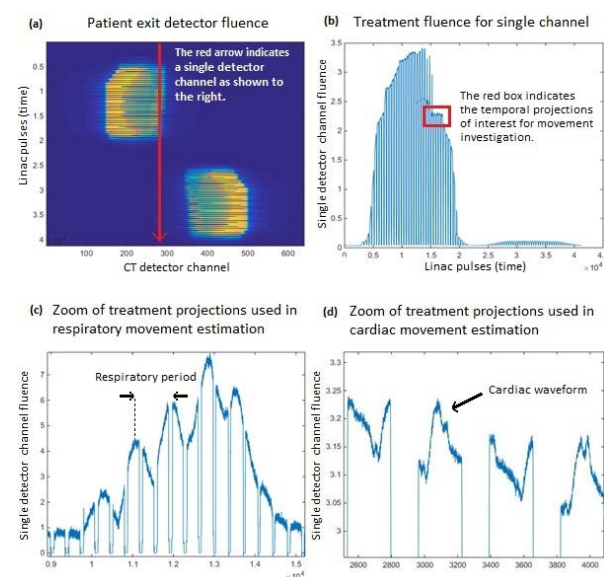 (a) Patient exit detector fluence
The red arrow indicates
a single detector
channel as shown to
the right.
Linac pulses (time)
0.5
1
1.5
2
2.5
3
3.5
4
100 200 300 400 500 600
CT detector channel
(b) Treatment fluence for single channel
The red box indicates
the temporal projections
of interest for movement
investigation.
Single detector channel fluence
3.5
3
2.5
2
1.5
1
0.5
0
0 0.5 1 1.5 2 2.5 3 3.5 4 4.5
Linac pulses (time)
×10⁴
(c) Zoom of treatment projections used in
respiratory movement estimation
Respiratory period
Single detector channel fluence
7
6
5
4
3
2
1
0
0.9 1 1.1 1.2 1.3 1.4 1.5
×10⁴
(d) Zoom of treatment projections used in
cardiac movement estimation
Cardiac waveform
Single detector channel fluence
3.25
3.2
3.15
3.1
3.05
3
2600 2800 3000 3200 3400 3600 3800 4000